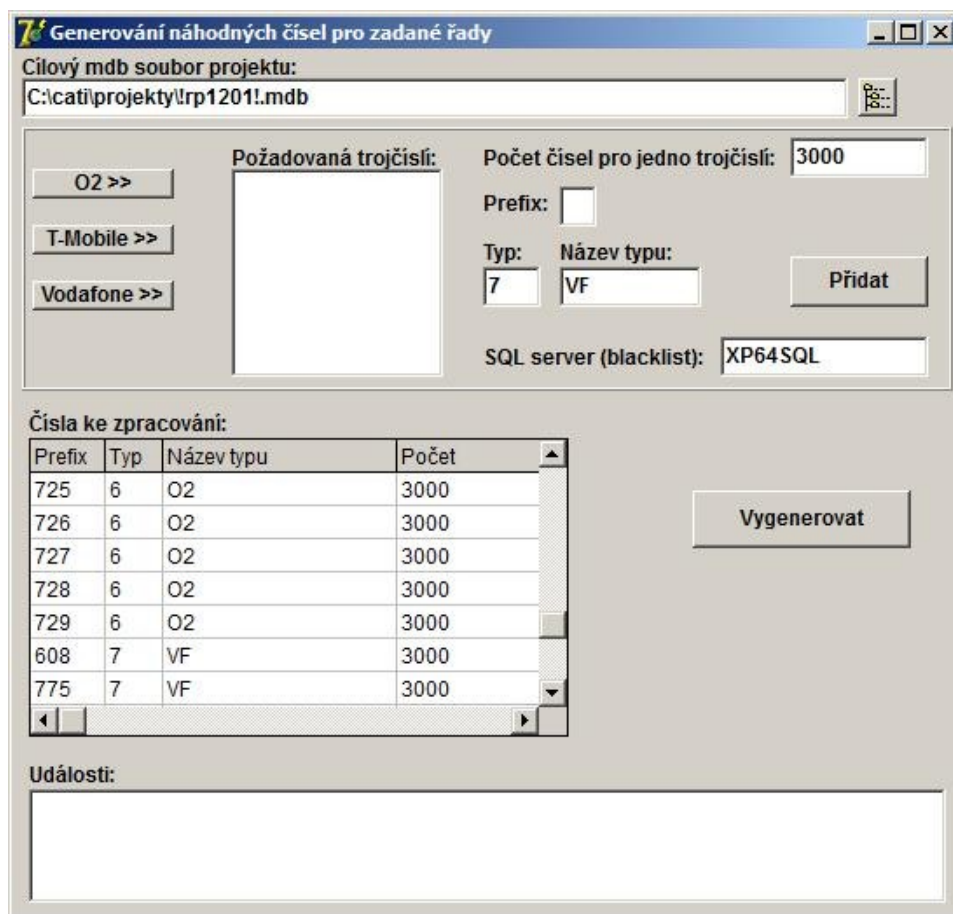 Generování náhodných čísel pro zadané řady
Cílový mdb soubor projektu:
C:\cati\projekty\!rp1201!.mdb
O2 >>
T-Mobile >>
Vodafone >>
Požadovaná trojčíslí:
Počet čísel pro jedno trojčíslí: 3000
Prefix:
Typ: Název typu:
7 VF
Přidat
SQL server (blacklist): XP64SQL
Čísla ke zpracování:
Prefix Typ Název typu Počet
725 6 O2 3000
726 6 O2 3000
727 6 O2 3000
728 6 O2 3000
729 6 O2 3000
608 7 VF 3000
775 7 VF 3000
Vygenerovat
Události: